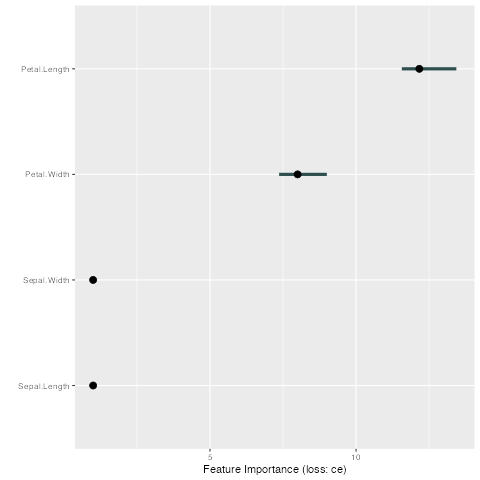 Petal.Length
Petal.Width
Sepal.Width
Sepal.Length
5 10
Feature Importance (loss: ce)